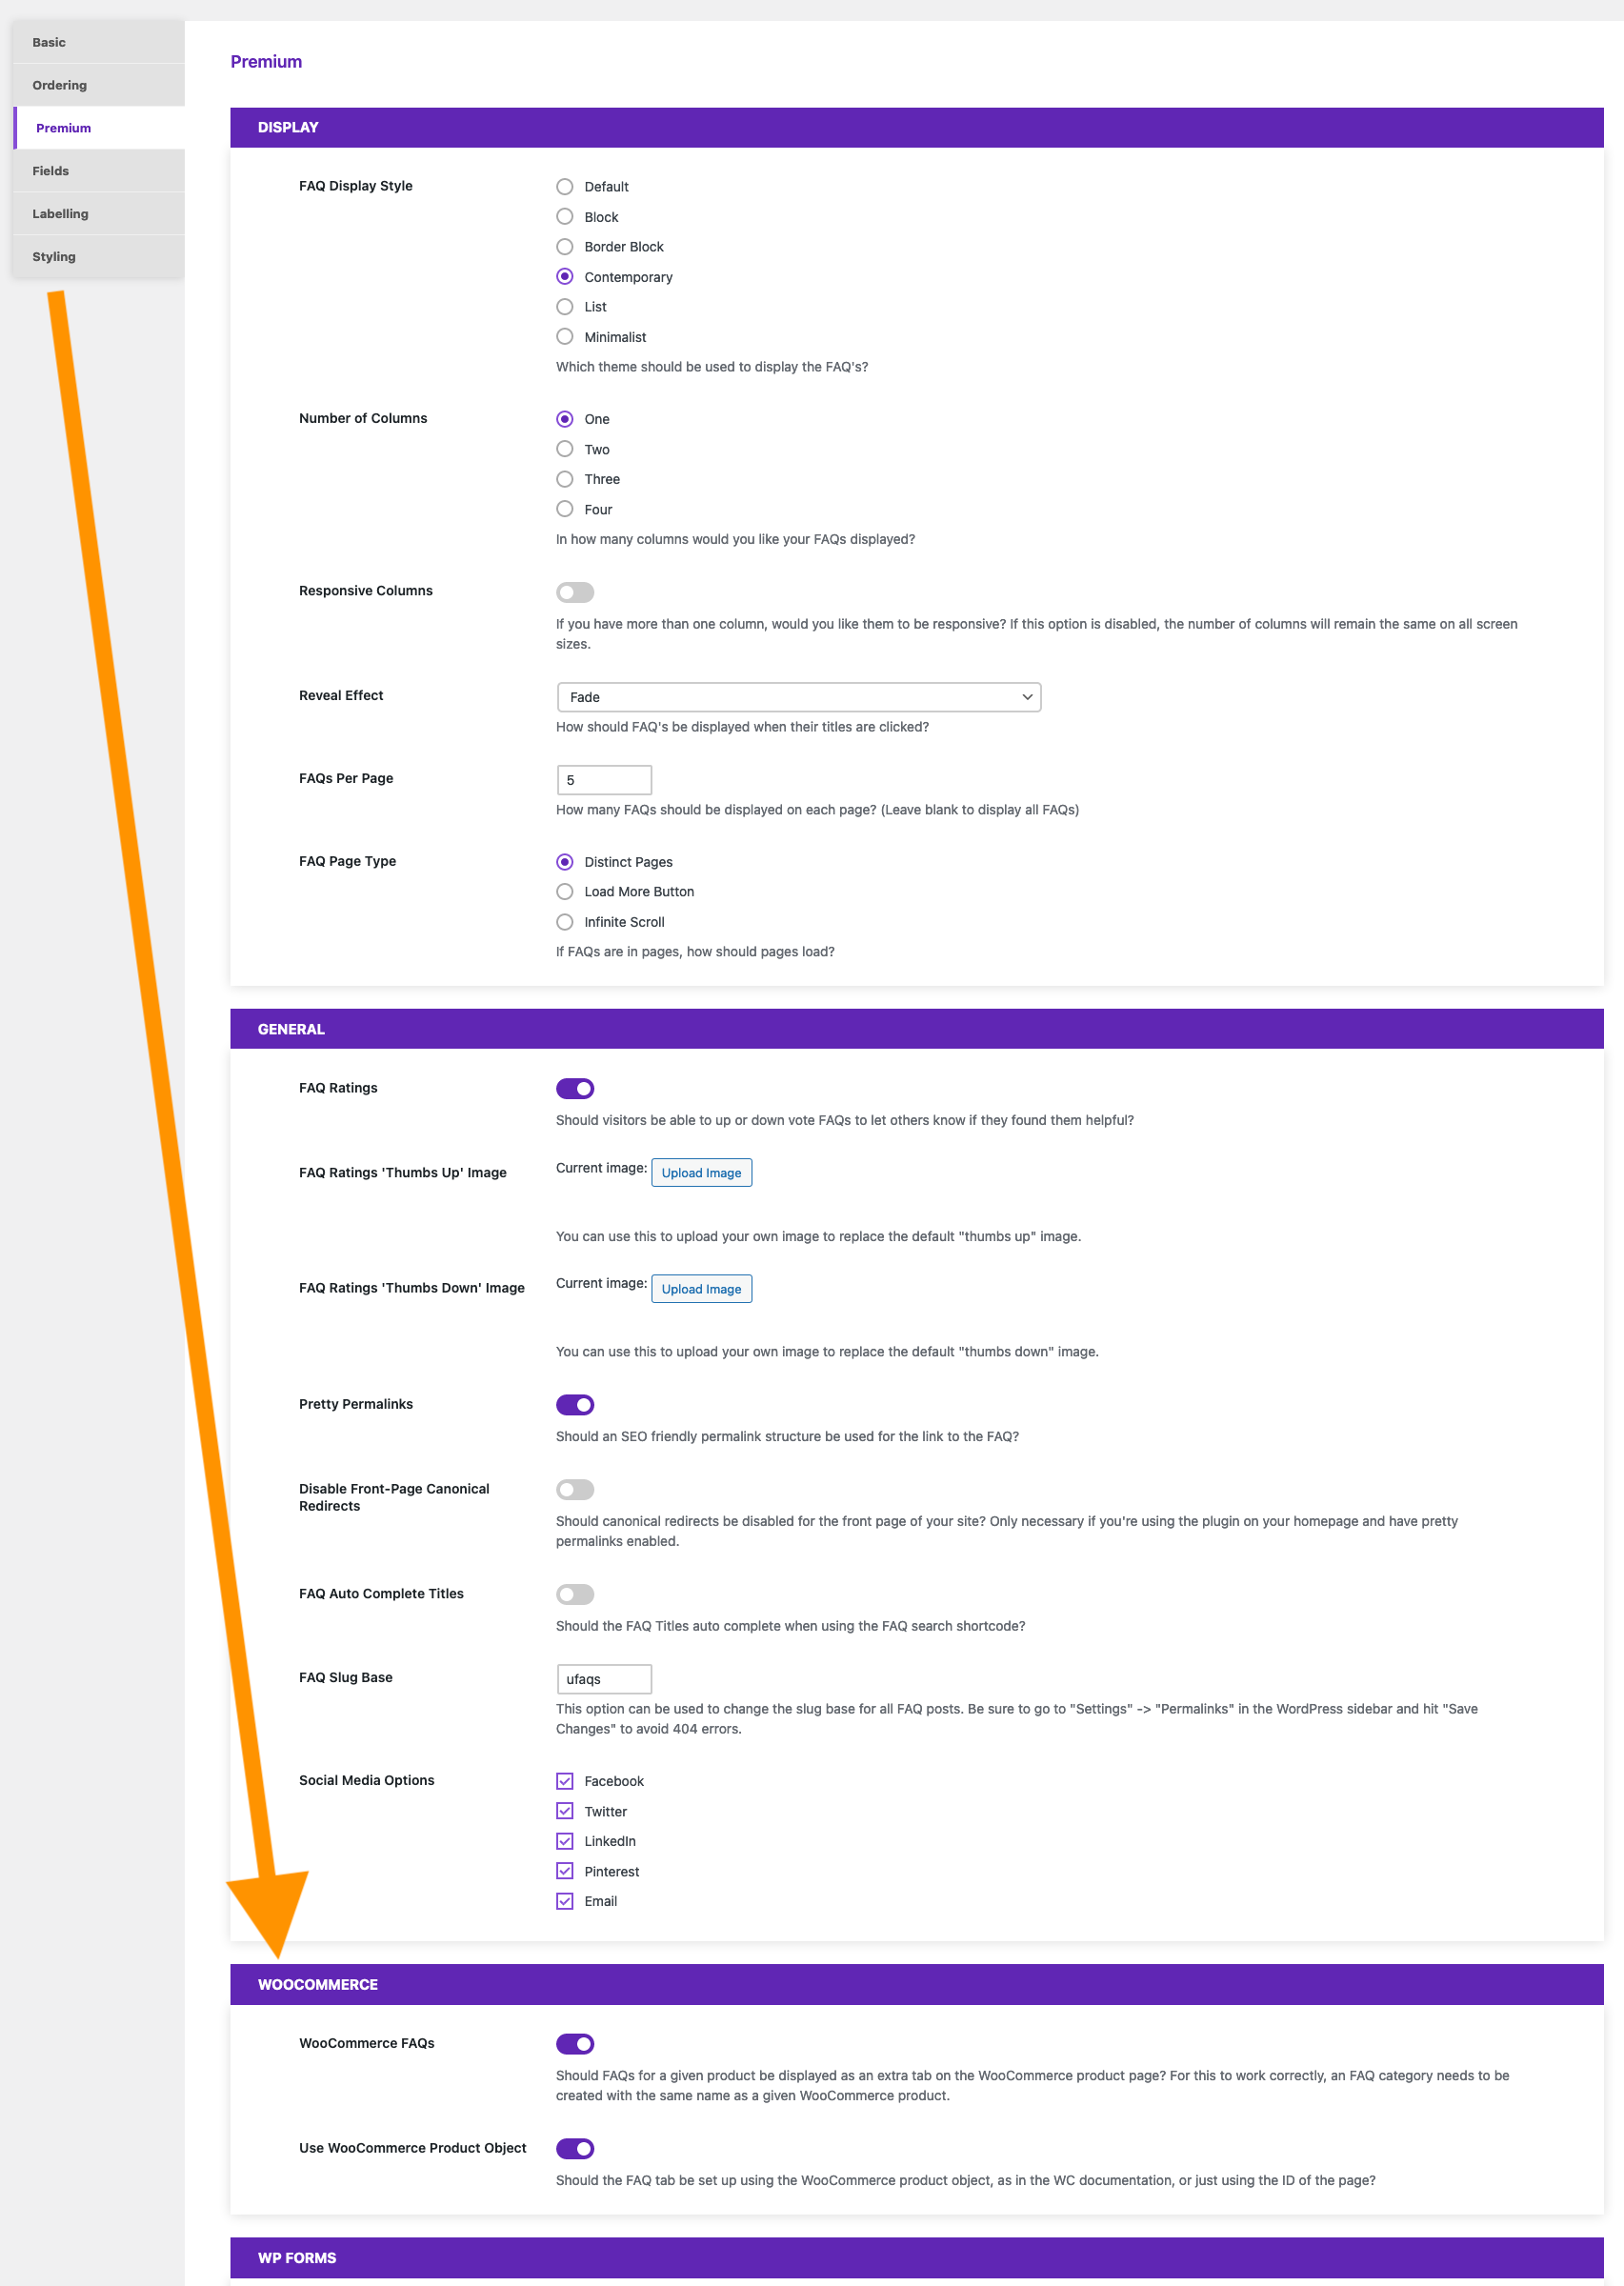 Basic
Ordering
Premium
Fields
Labelling
Styling
Premium
DISPLAY
FAQ Display Style
Default
Block
Border Block
Contemporary
List
Minimalist
Which theme should be used to display the FAQ's?
Number of Columns
One
Two
Three
Four
In how many columns would you like your FAQs displayed?
Responsive Columns
If you have more than one column, would you like them to be responsive? If this option is disabled, the number of columns will remain the same on all screen
sizes.
Reveal Effect
Fade
How should FAQ's be displayed when their titles are clicked?
FAQs Per Page
5
How many FAQs should be displayed on each page? (Leave blank to display all FAQs)
FAQ Page Type
Distinct Pages
Load More Button
Infinite Scroll
If FAQs are in pages, how should pages load?
GENERAL
FAQ Ratings
Should visitors be able to up or down vote FAQs to let others know if they found them helpful?
FAQ Ratings 'Thumbs Up' Image
Current image: Upload Image
You can use this to upload your own image to replace the default "thumbs up" image.
FAQ Ratings 'Thumbs Down' Image
Current image: Upload Image
You can use this to upload your own image to replace the default "thumbs down" image.
Pretty Permalinks
Should an SEO friendly permalink structure be used for the link to the FAQ?
Disable Front-Page Canonical
Redirects
Should canonical redirects be disabled for the front page of your site? Only necessary if you're using the plugin on your homepage and have pretty
permalinks enabled.
FAQ Auto Complete Titles
Should the FAQ Titles auto complete when using the FAQ search shortcode?
FAQ Slug Base
ufaqs
This option can be used to change the slug base for all FAQ posts. Be sure to go to "Settings" -> "Permalinks" in the WordPress sidebar and hit "Save
Changes" to avoid 404 errors.
Social Media Options
Facebook
Twitter
LinkedIn
Pinterest
Email
WOOCOMMERCE
WooCommerce FAQs
Should FAQs for a given product be displayed as an extra tab on the WooCommerce product page? For this to work correctly, an FAQ category needs to be
created with the same name as a given WooCommerce product.
Use WooCommerce Product Object
Should the FAQ tab be set up using the WooCommerce product object, as in the WC documentation, or just using the ID of the page?
WP FORMS